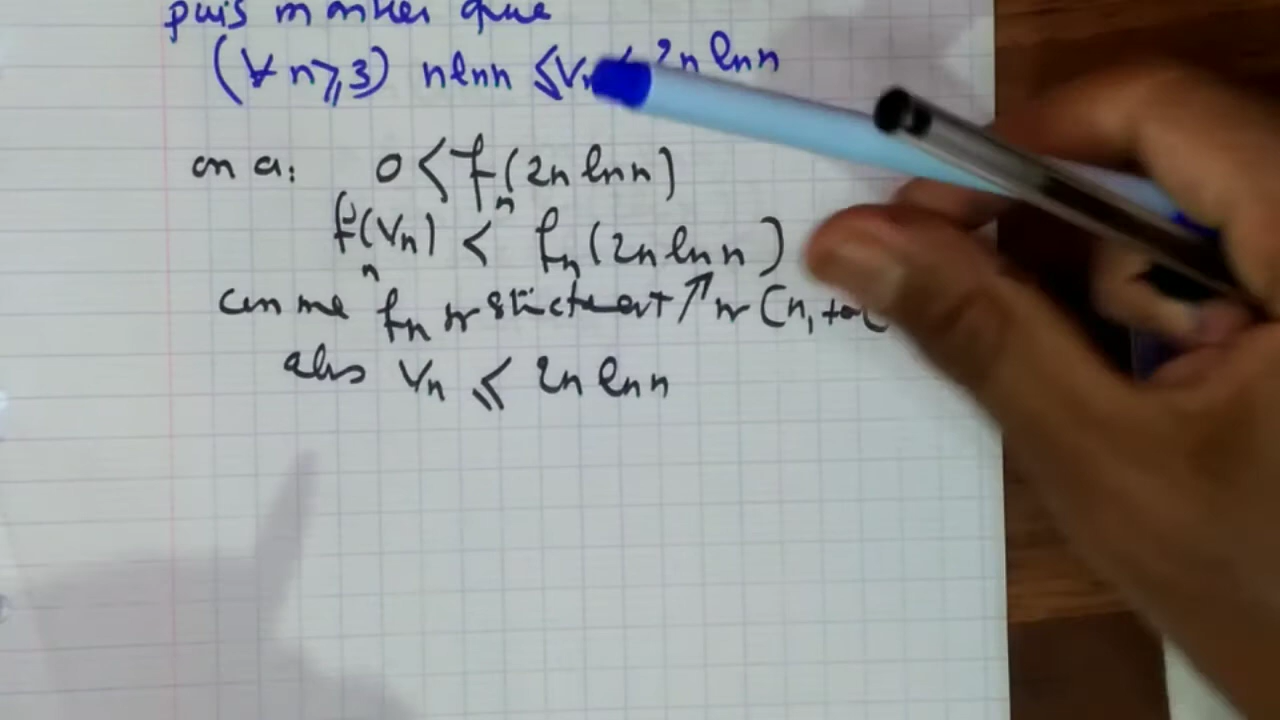 puis montrer que
(∀ n ⩾ 3) n ln n ⩽ Vn 2n ln n
on a : 0 < fn(2n ln n)
fn(Vn) < fn(2n ln n)
comme fn strictement ↗ sur [n, +∞[
alors Vn ⩽ 2n ln n